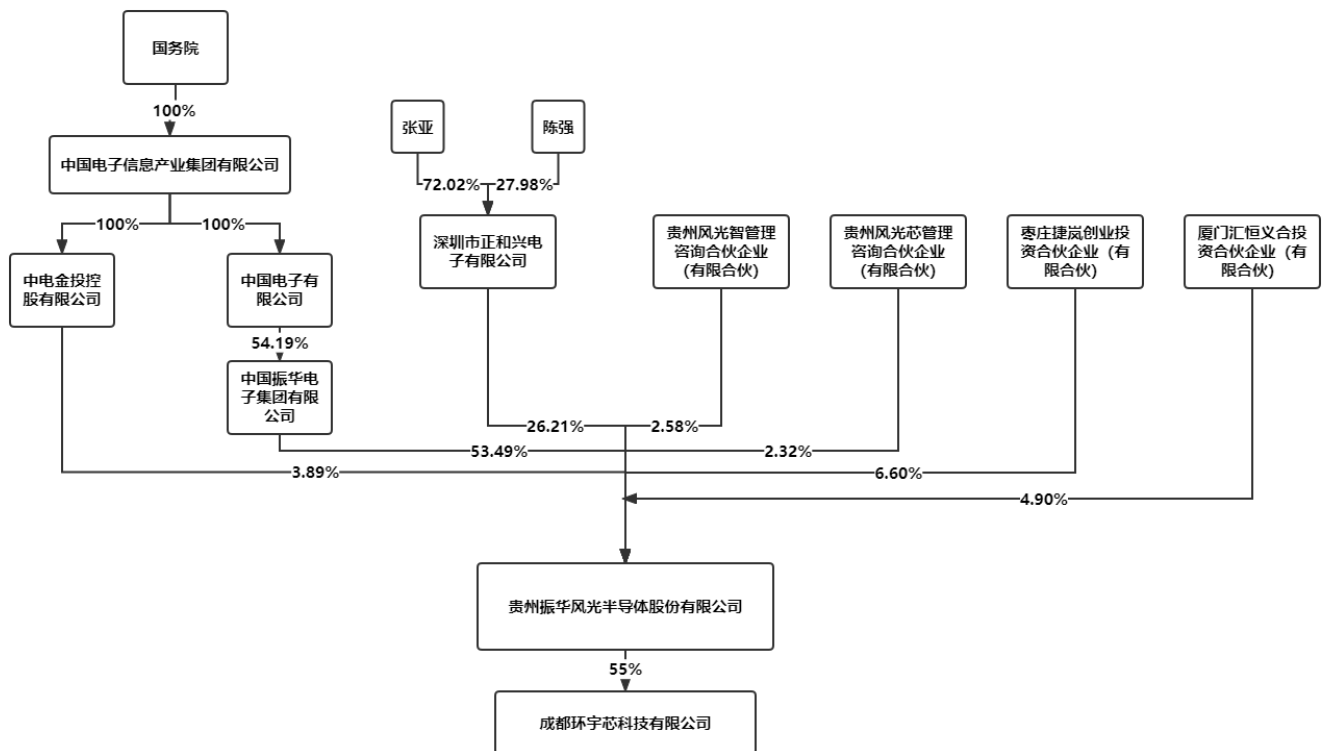 国务院
100%
张亚
陈强
中国电子信息产业集团有限公司
72.02%
27.98%
100%
100%
深圳市正和兴电
子有限公司
贵州风光智管理
咨询合伙企业
(有限合伙)
贵州风光芯管理
咨询合伙企业
(有限合伙)
枣庄捷岚创业投
资合伙企业（有
限合伙)
厦门汇恒义合投
资合伙企业（有
限合伙)
中电金投控
股有限公司
中国电子有
限公司
54.19%
中国振华电
子集团有限
公司
26.21%
2.58%
53.49%
2.32%
3.89%
6.60%
4.90%
贵州振华风光半导体股份有限公司
55%
成都环宇芯科技有限公司